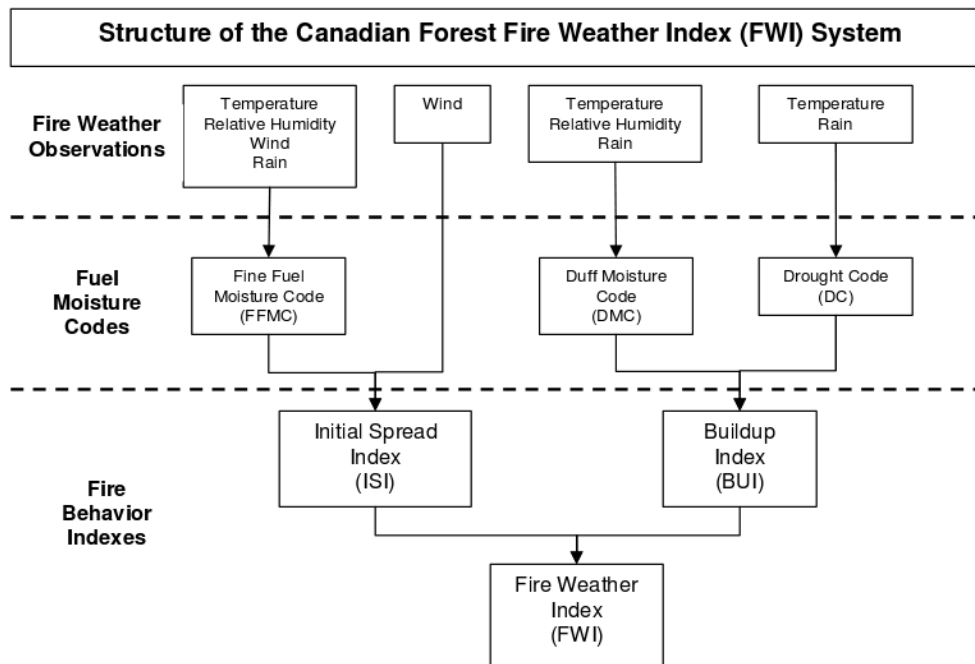 Structure of the Canadian Forest Fire Weather Index (FWI) System
Fire Weather
Observations
Temperature
Relative Humidity
Wind
Rain
Wind
Temperature
Relative Humidity
Rain
Temperature
Rain
Fuel
Moisture
Codes
Fine Fuel
Moisture Code
(FFMC)
Duff Moisture
Code
(DMC)
Drought Code
(DC)
Fire
Behavior
Indexes
Initial Spread
Index
(ISI)
Buildup
Index
(BUI)
Fire Weather
Index
(FWI)